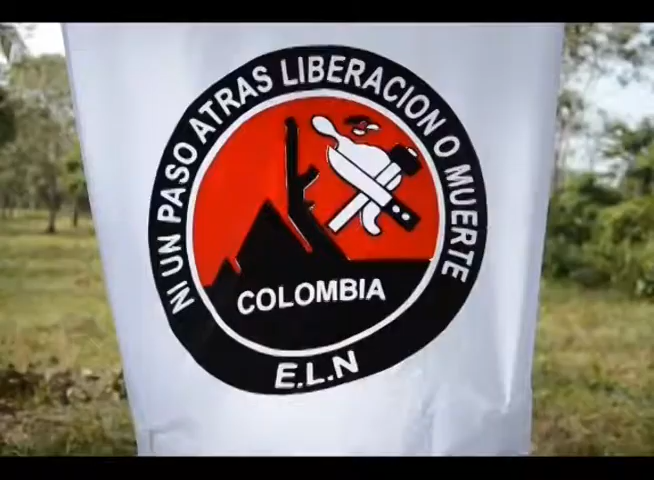 NI UN PASO ATRAS LIBERACION O MUERTE
COLOMBIA
E.L.N